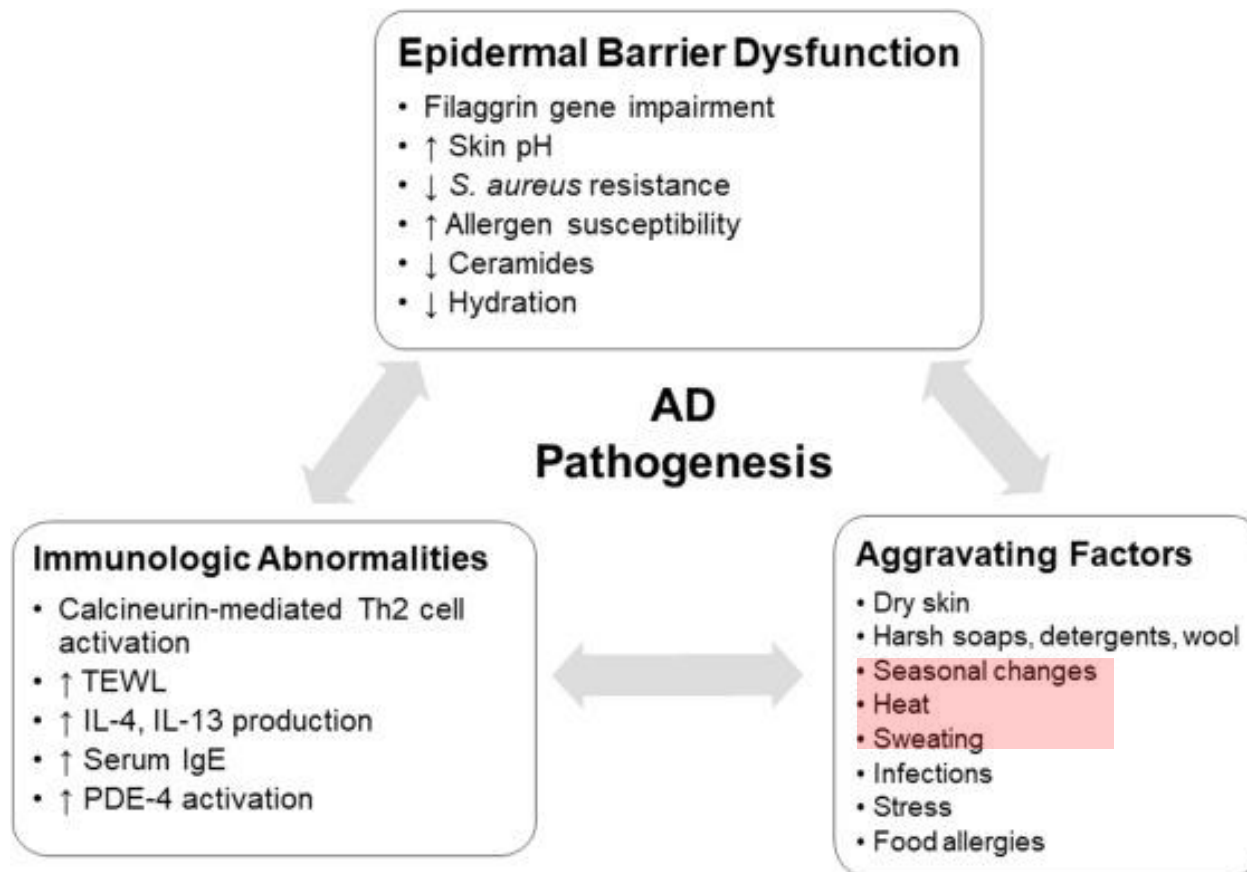 Epidermal Barrier Dysfunction
• Filaggrin gene impairment
• ↑ Skin pH
• ↓ S. aureus resistance
• ↑ Allergen susceptibility
• ↓ Ceramides
• ↓ Hydration
AD
Pathogenesis
Immunologic Abnormalities
• Calcineurin-mediated Th2 cell
activation
• ↑ TEWL
• ↑ IL-4, IL-13 production
• ↑ Serum IgE
• ↑ PDE-4 activation
Aggravating Factors
• Dry skin
• Harsh soaps, detergents, wool
• Seasonal changes
• Heat
• Sweating
• Infections
• Stress
• Food allergies